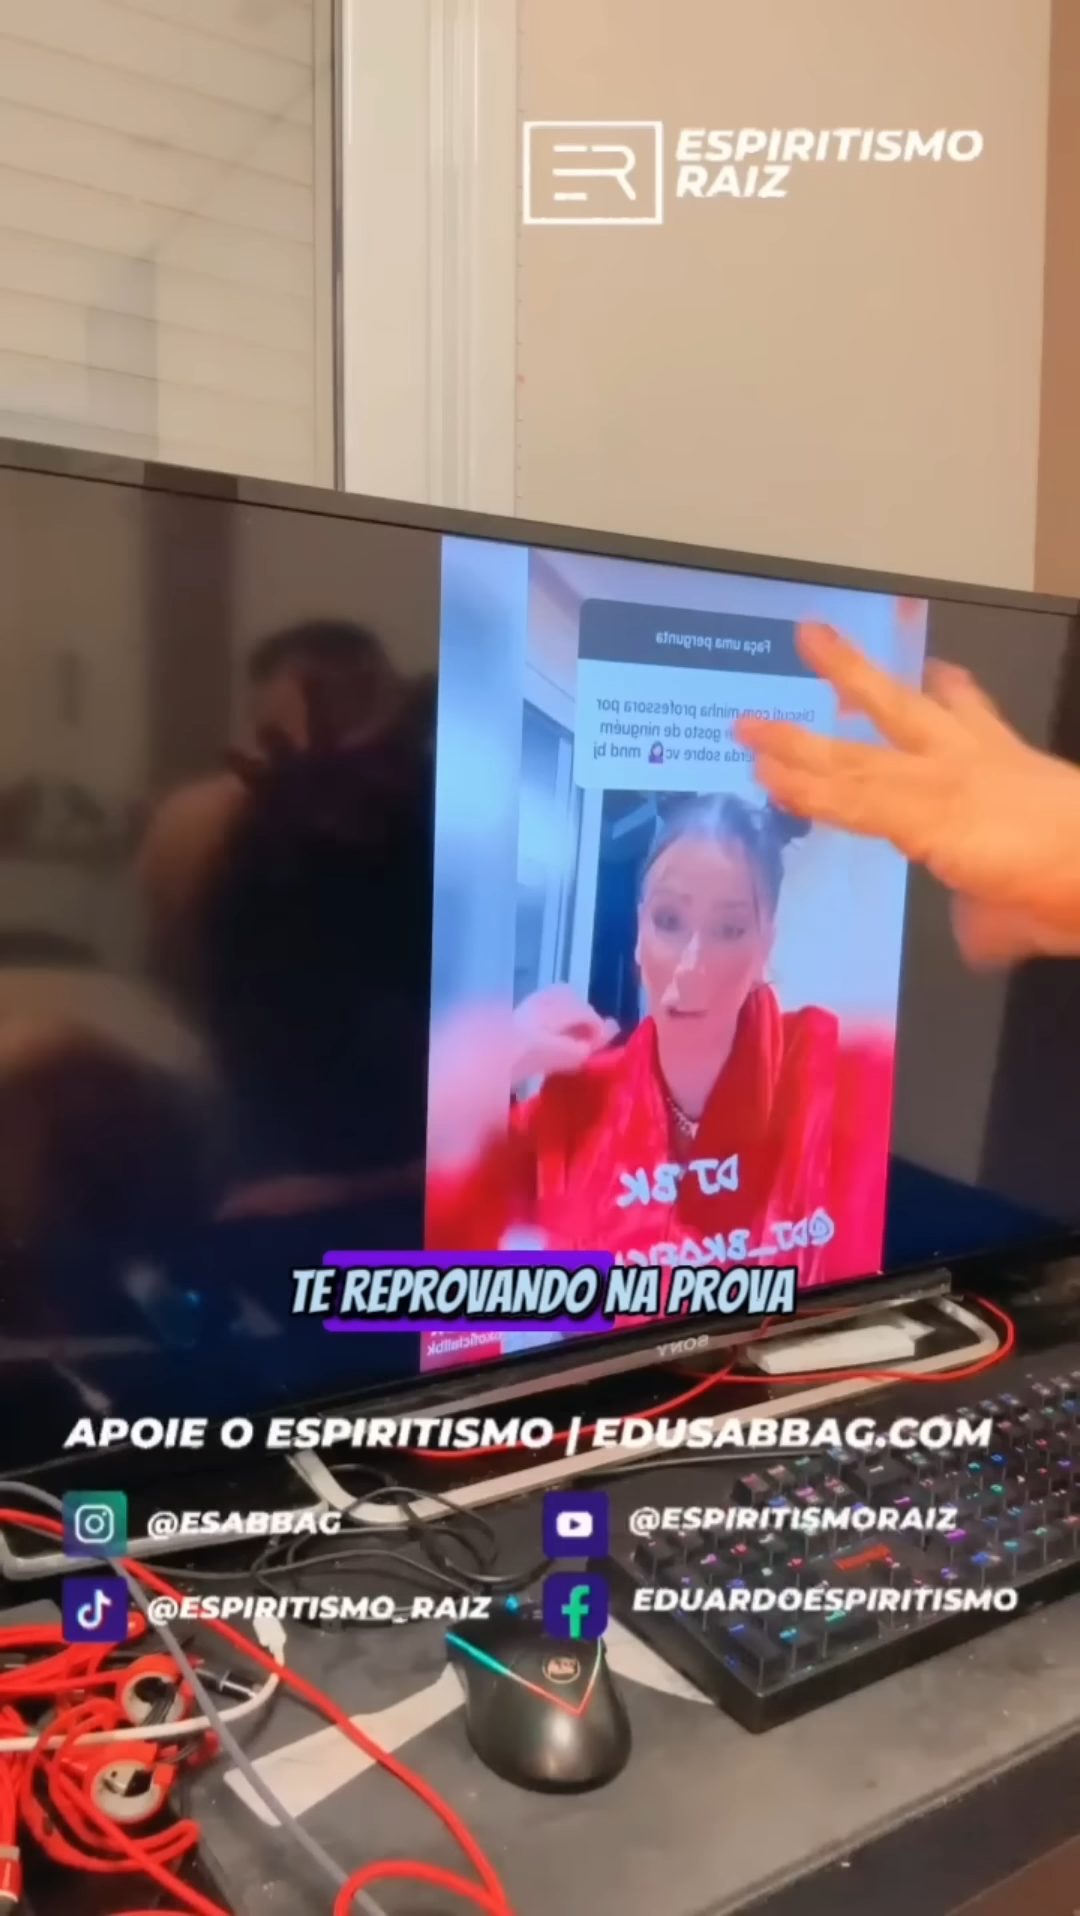 ER
ESPIRITISMO
RAIZ
Faça uma pergunta
Discuti com minha professora por
gosto de ninguém
sobre vc mnd bj
DJ BK
TE REPROVANDO NA PROVA
SONY
APOIE O ESPIRITISMO | EDUSABBAG.COM
@ESABBAG
@ESPIRITISMORAIZ
@ESPIRITISMO_RAIZ
EDUARDOESPIRITISMO